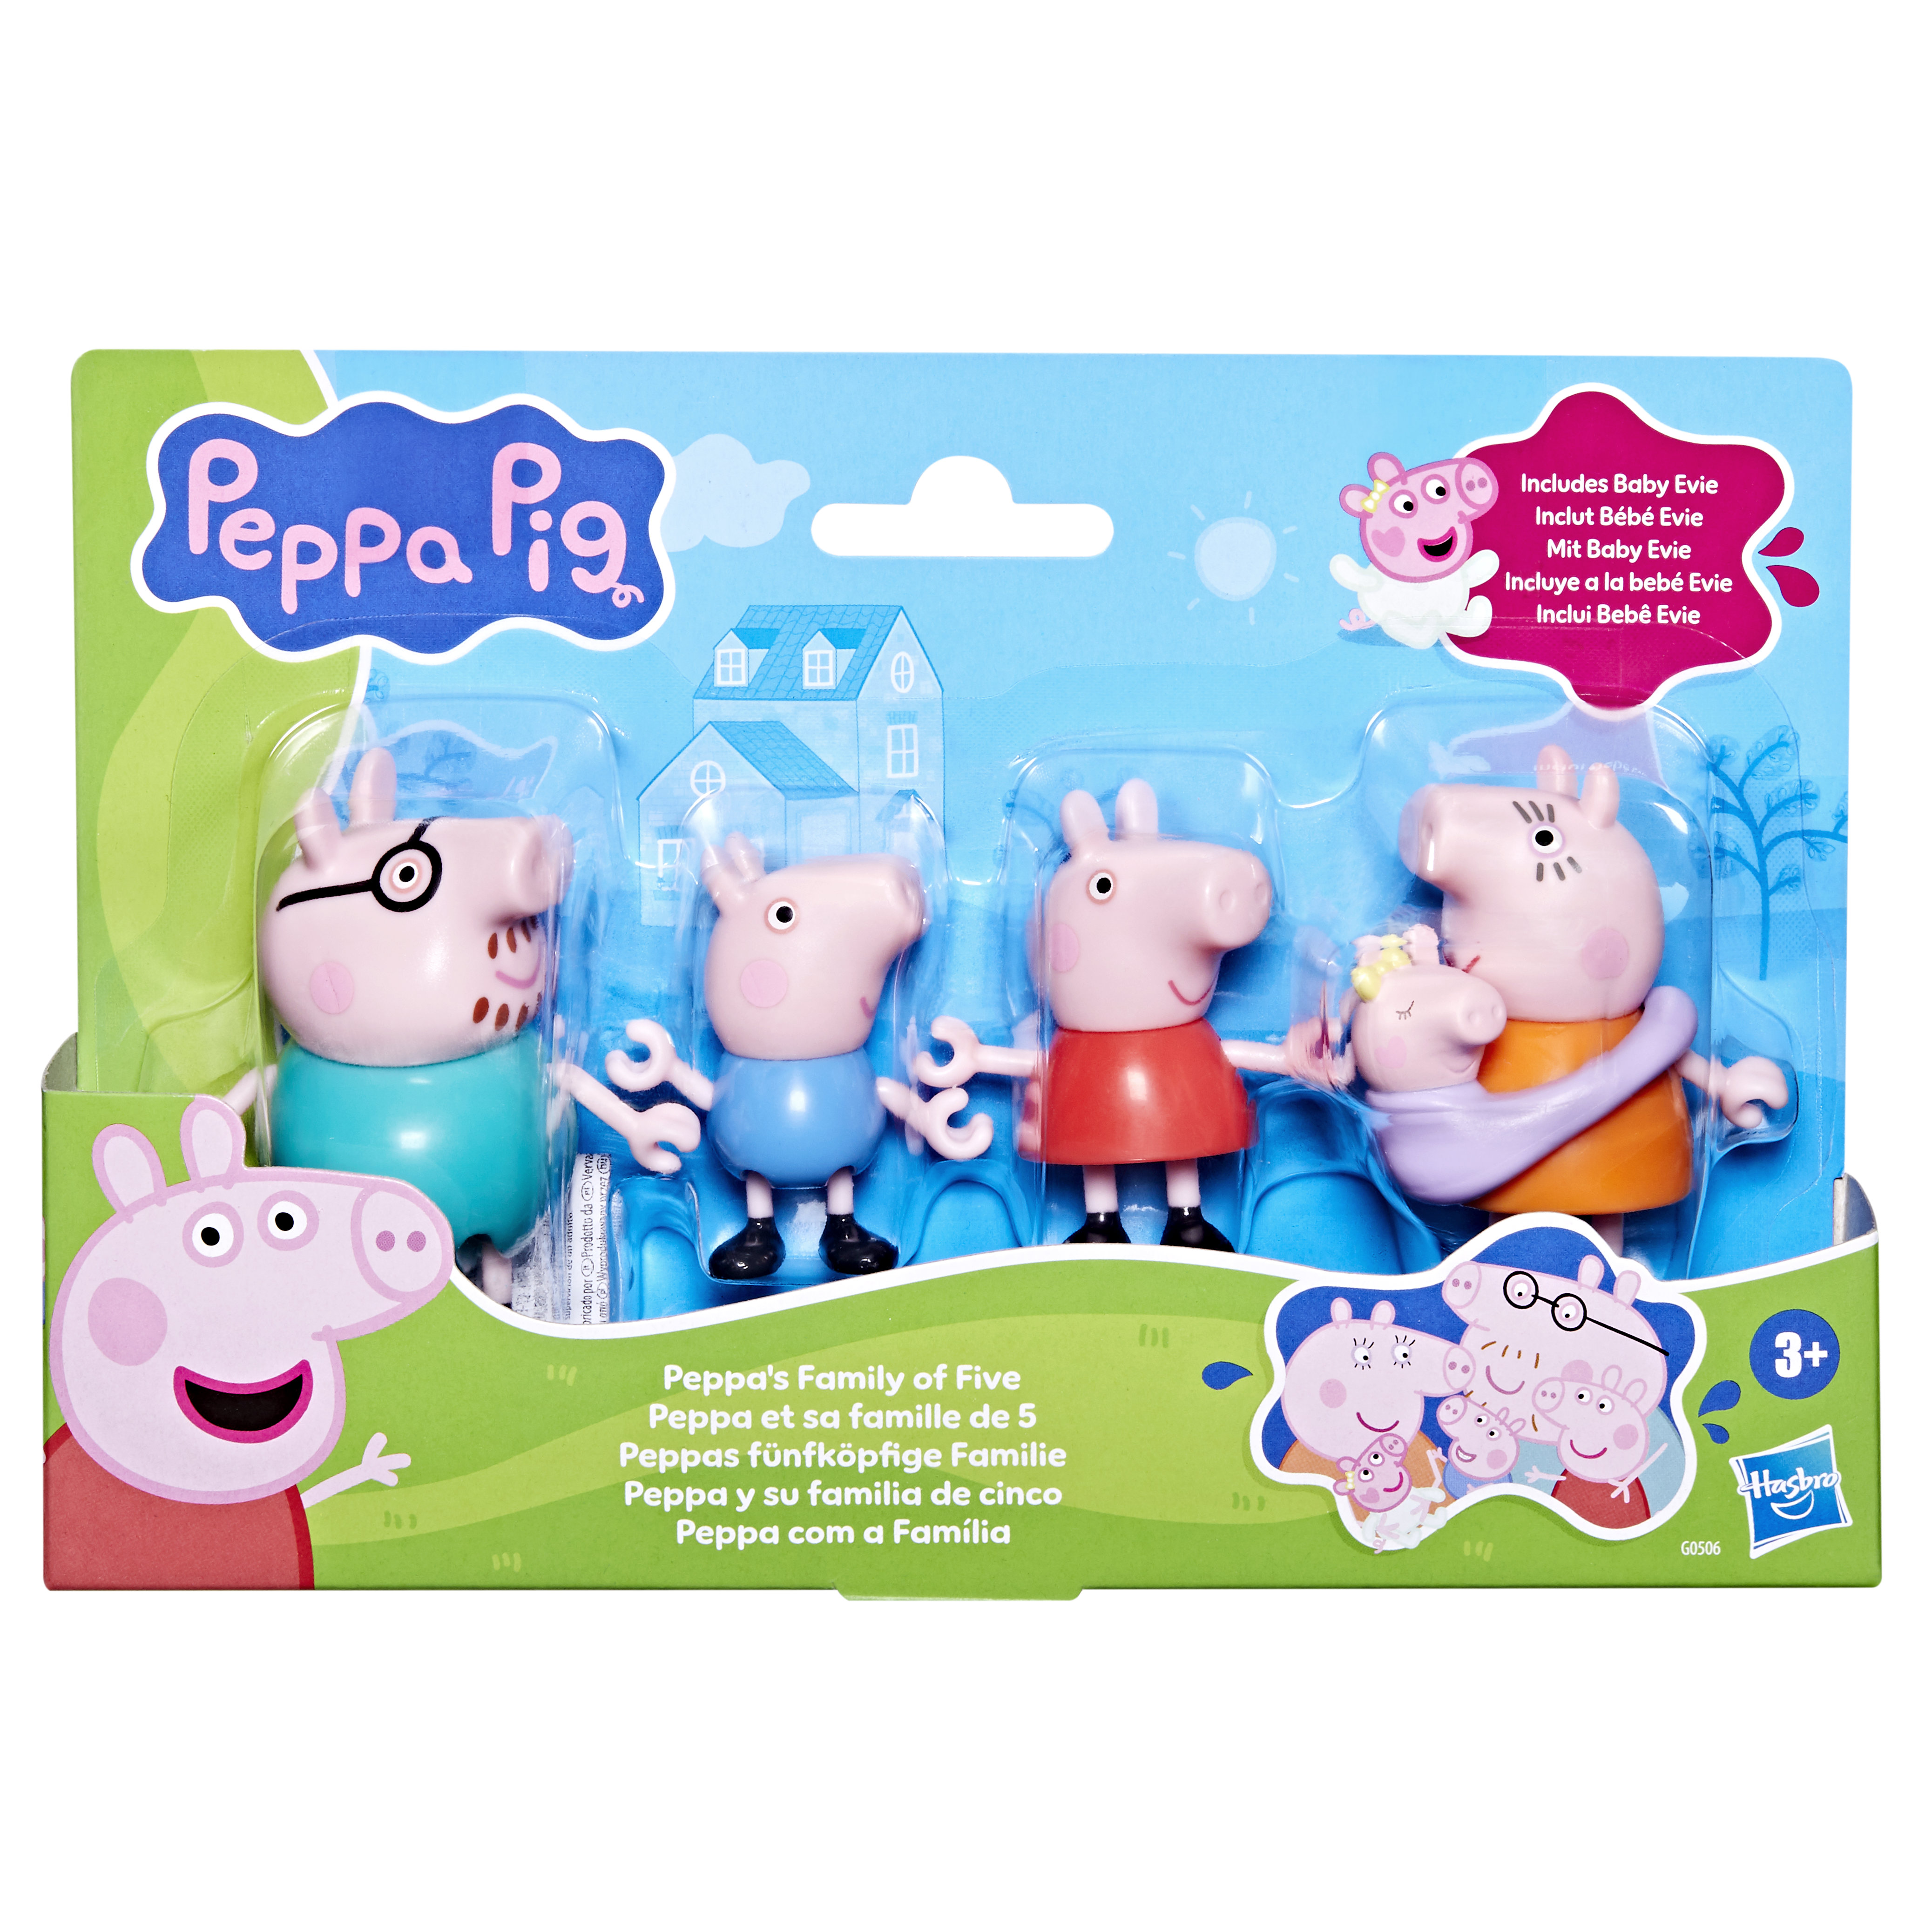 Peppa Pig
Includes Baby Evie
Inclut Bébé Evie
Mit Baby Evie
Incluye a la bebé Evie
Inclui Bebê Evie
Peppa's Family of Five
Peppa et sa famille de 5
Peppas fünfköpfige Familie
Peppa y su familia de cinco
Peppa com a Família
3+
Hasbro
G0506